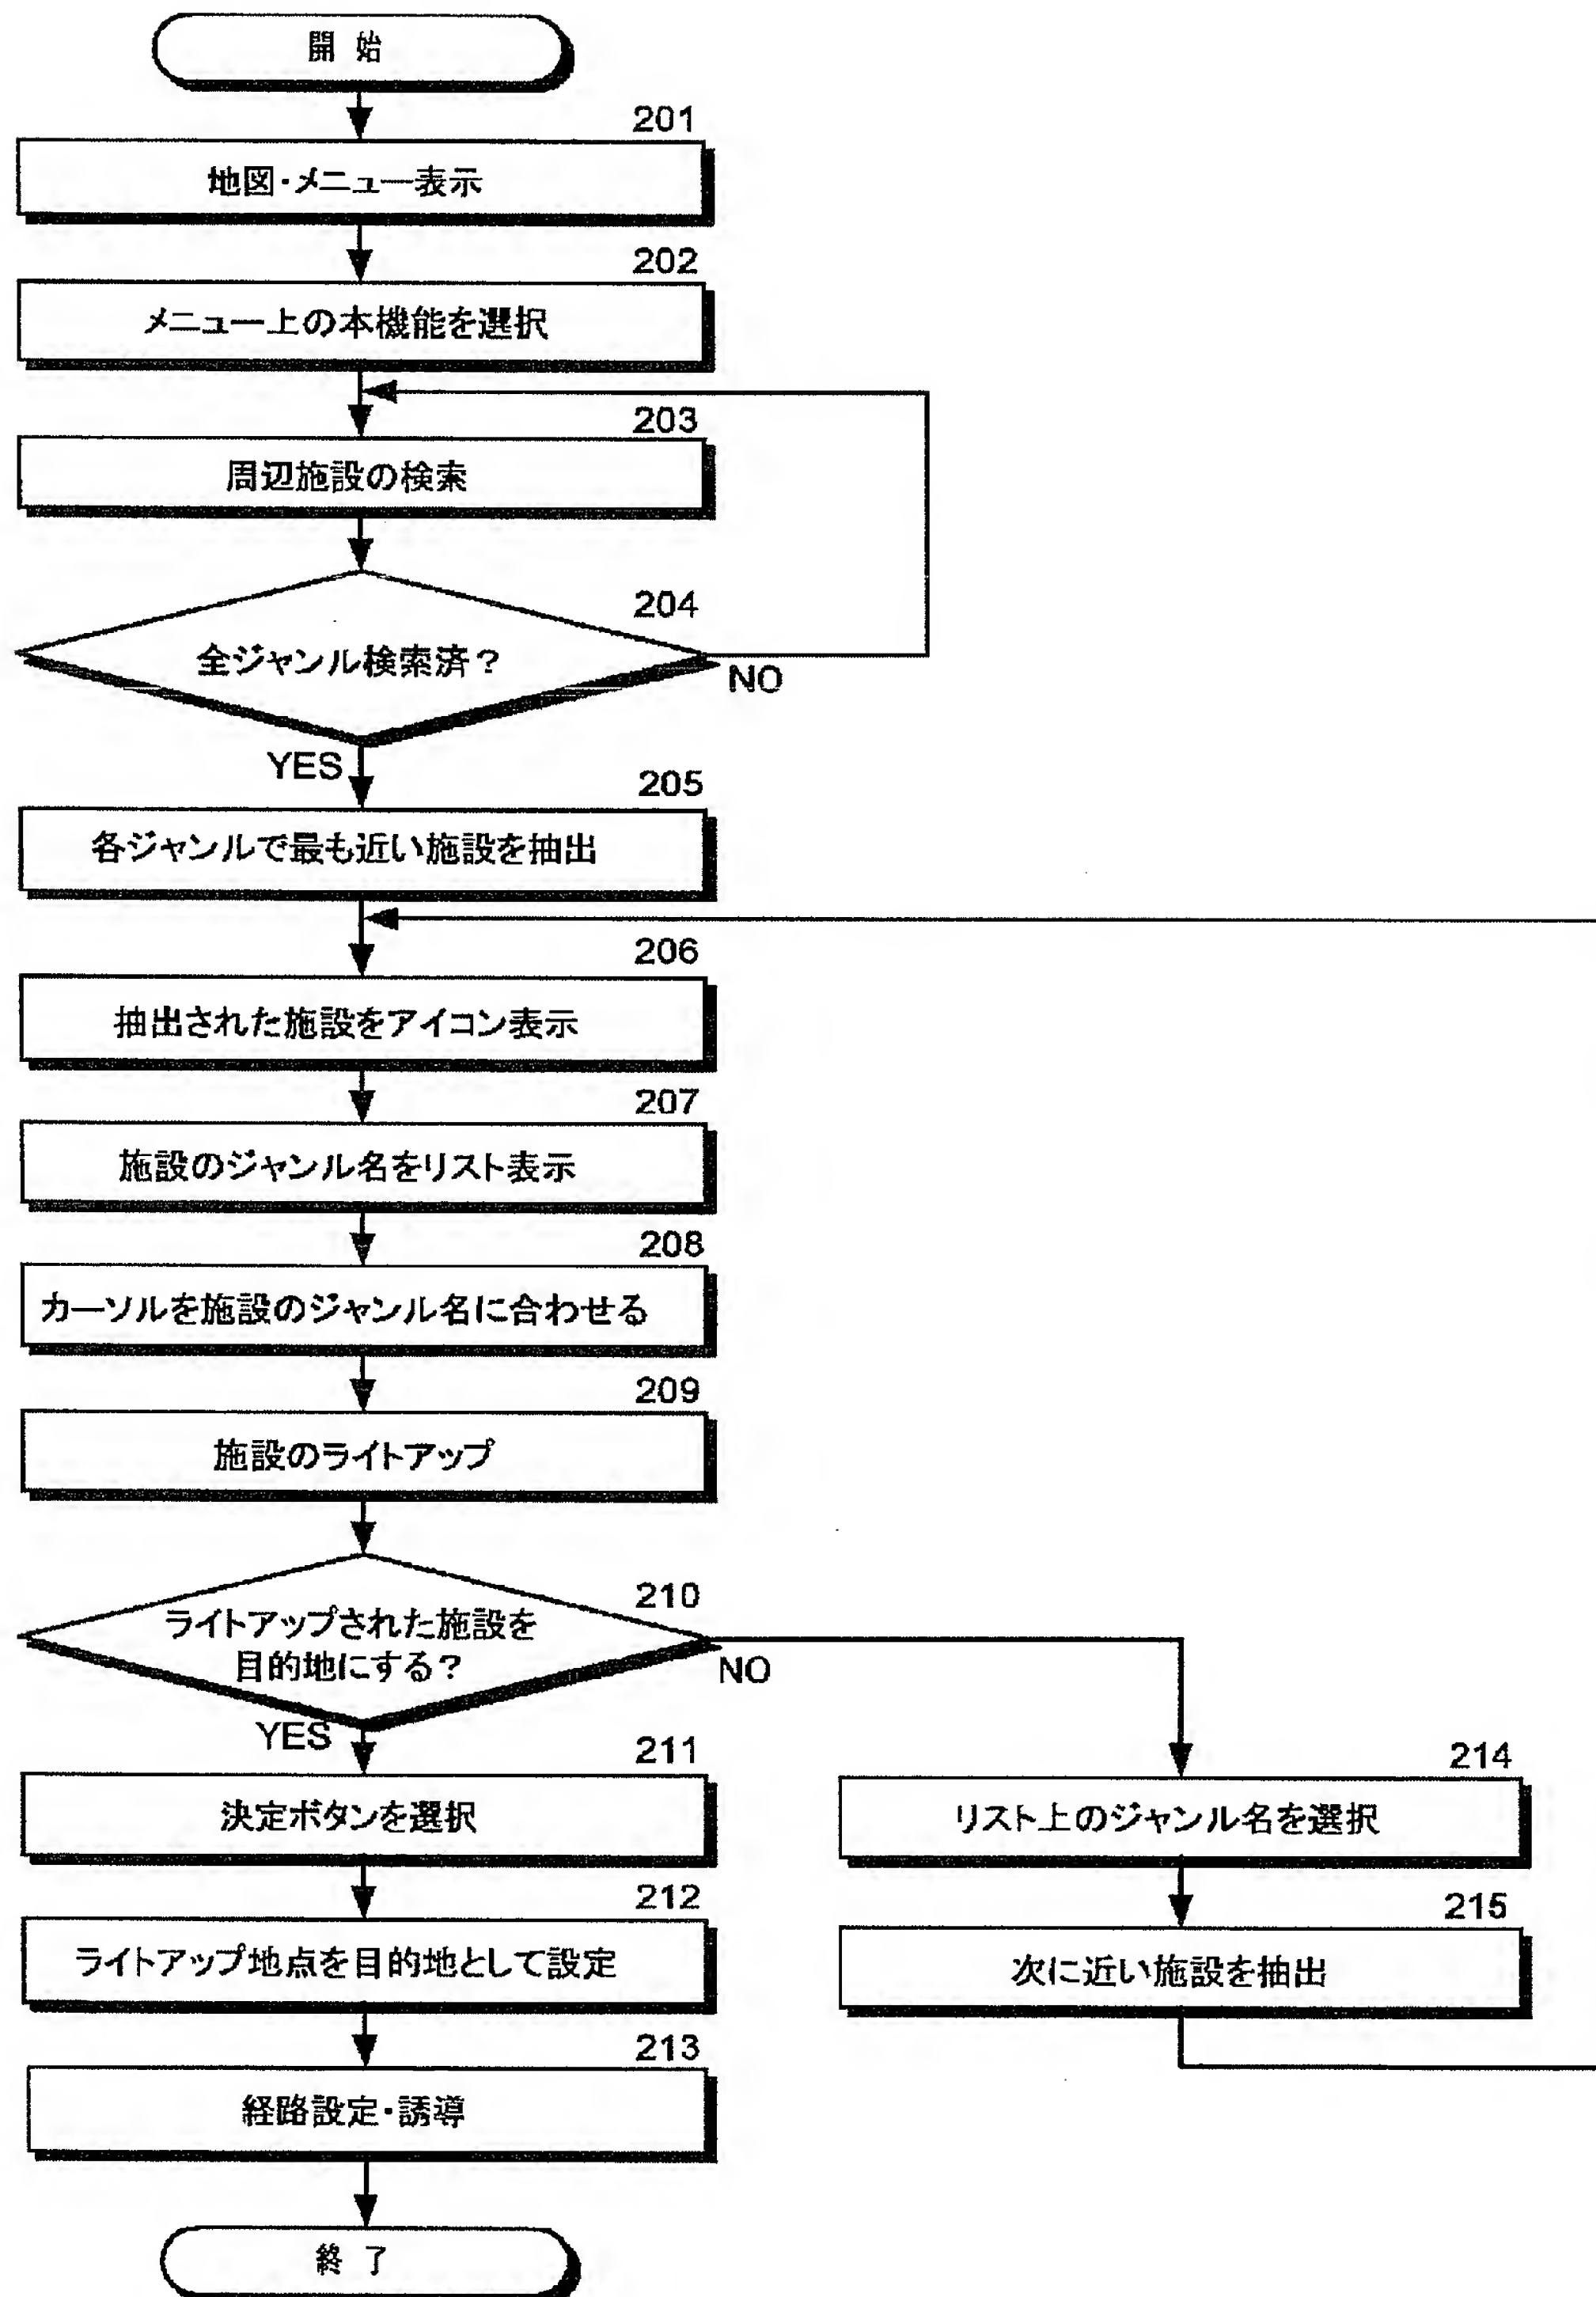 開 始
201
地図・メニュー表示
202
メニュー上の本機能を選択
203
周辺施設の検索
204
全ジャンル検索済？
NO
YES
205
各ジャンルで最も近い施設を抽出
206
抽出された施設をアイコン表示
207
施設のジャンル名をリスト表示
208
カーソルを施設のジャンル名に合わせる
209
施設のライトアップ
210
ライトアップされた施設を
目的地にする？
NO
YES
211
決定ボタンを選択
212
ライトアップ地点を目的地として設定
213
経路設定・誘導
終 了
214
リスト上のジャンル名を選択
215
次に近い施設を抽出